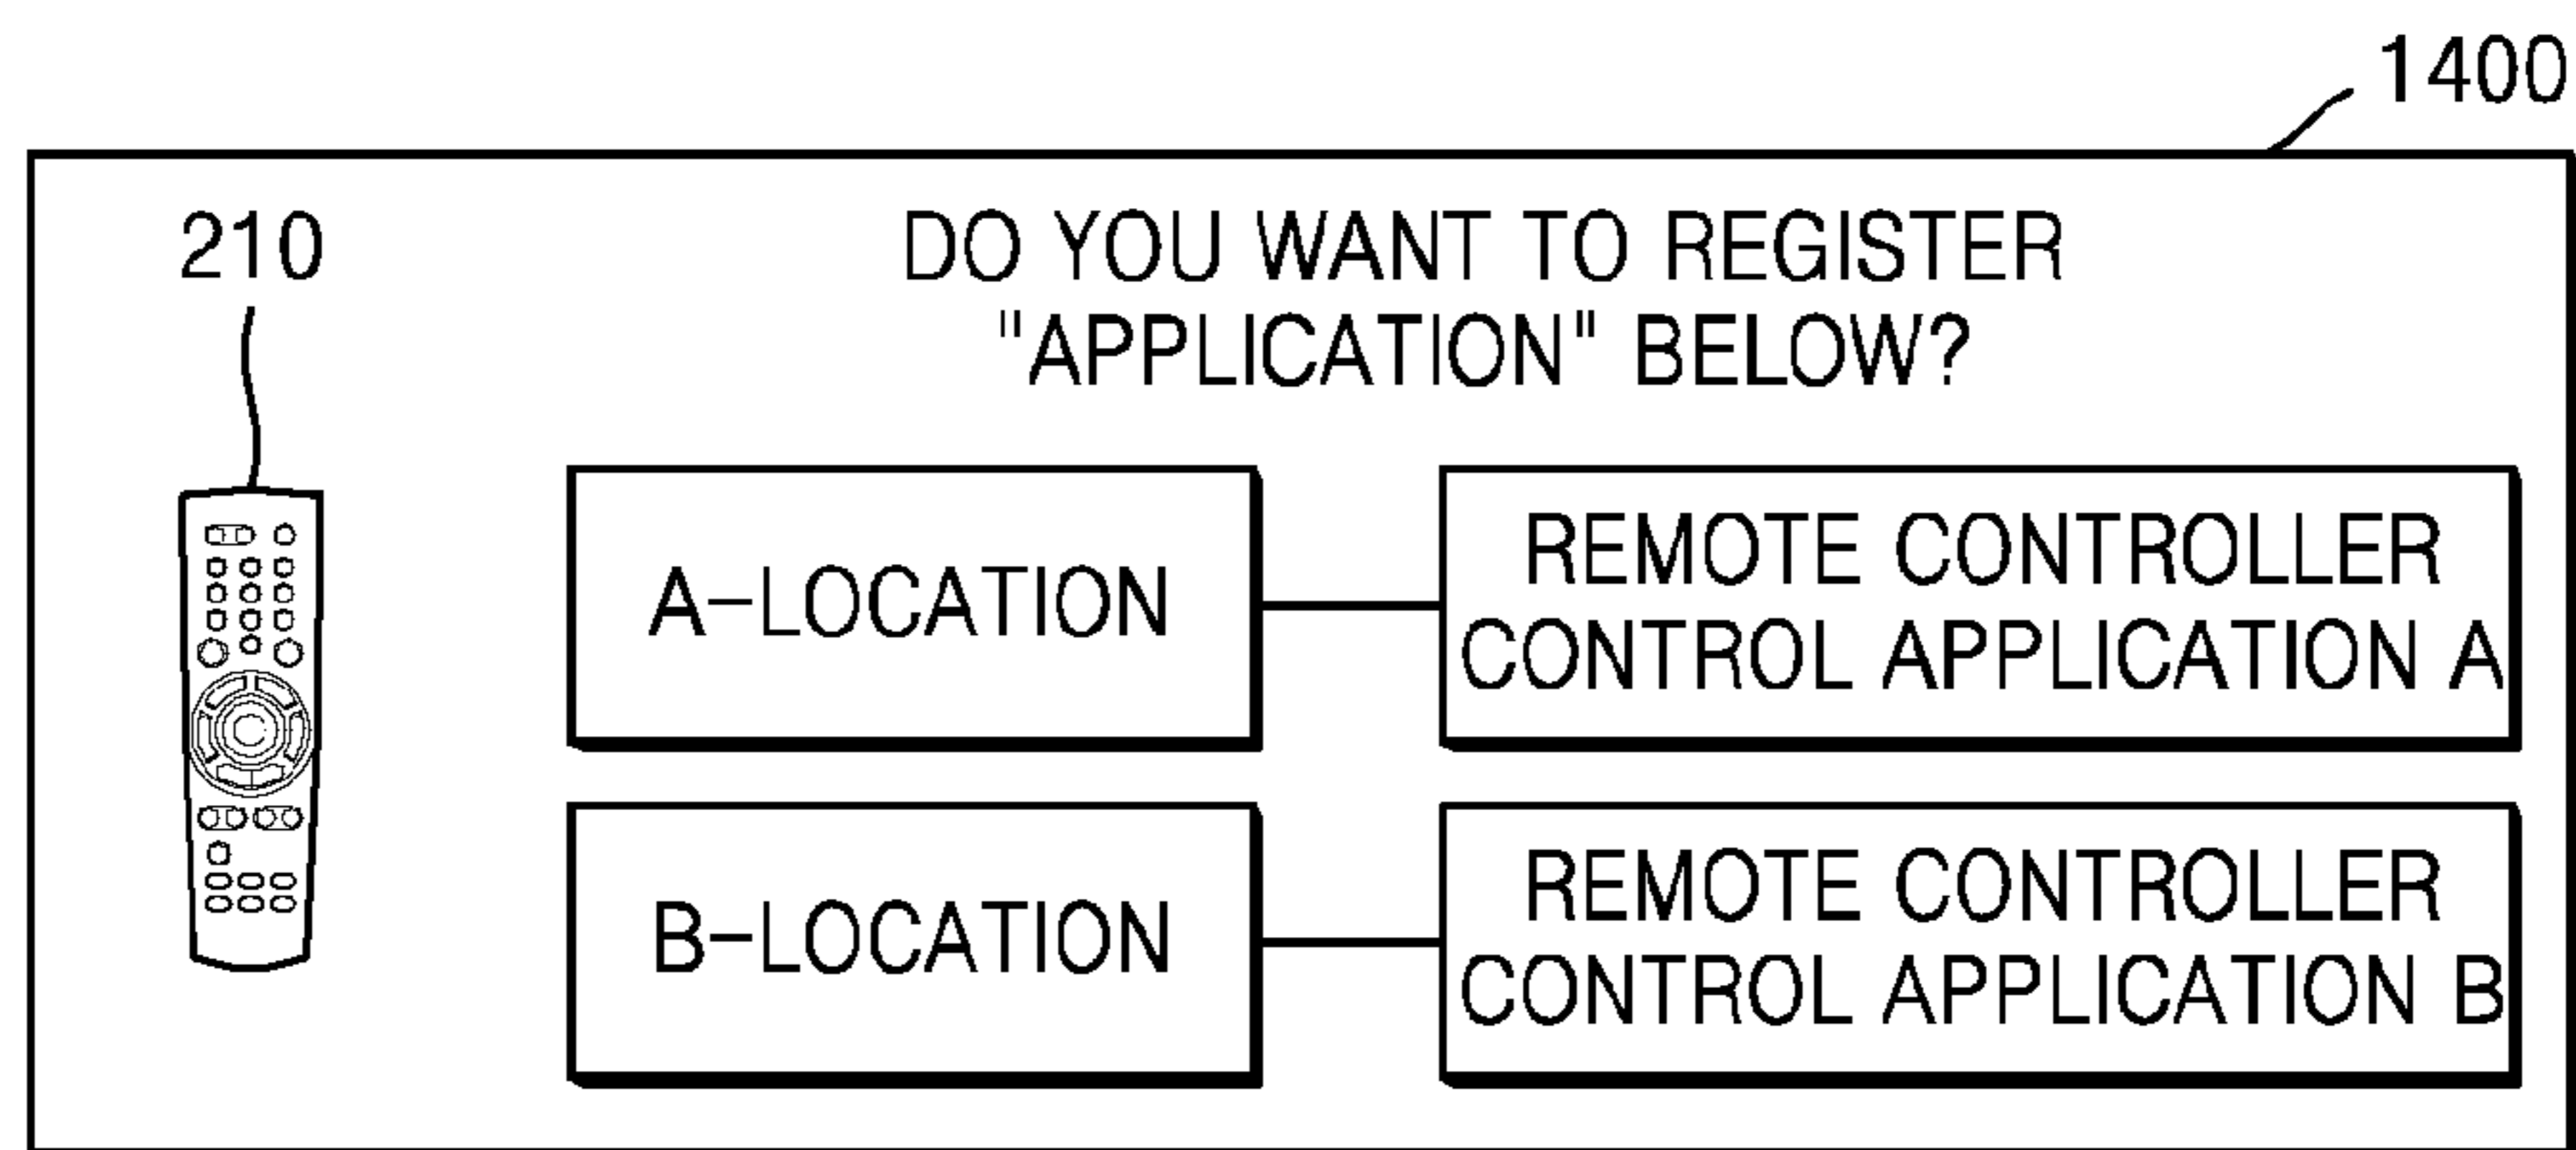 1400
210
DO YOU WANT TO REGISTER
"APPLICATION" BELOW?
A-LOCATION
REMOTE CONTROLLER
CONTROL APPLICATION A
B-LOCATION
REMOTE CONTROLLER
CONTROL APPLICATION B